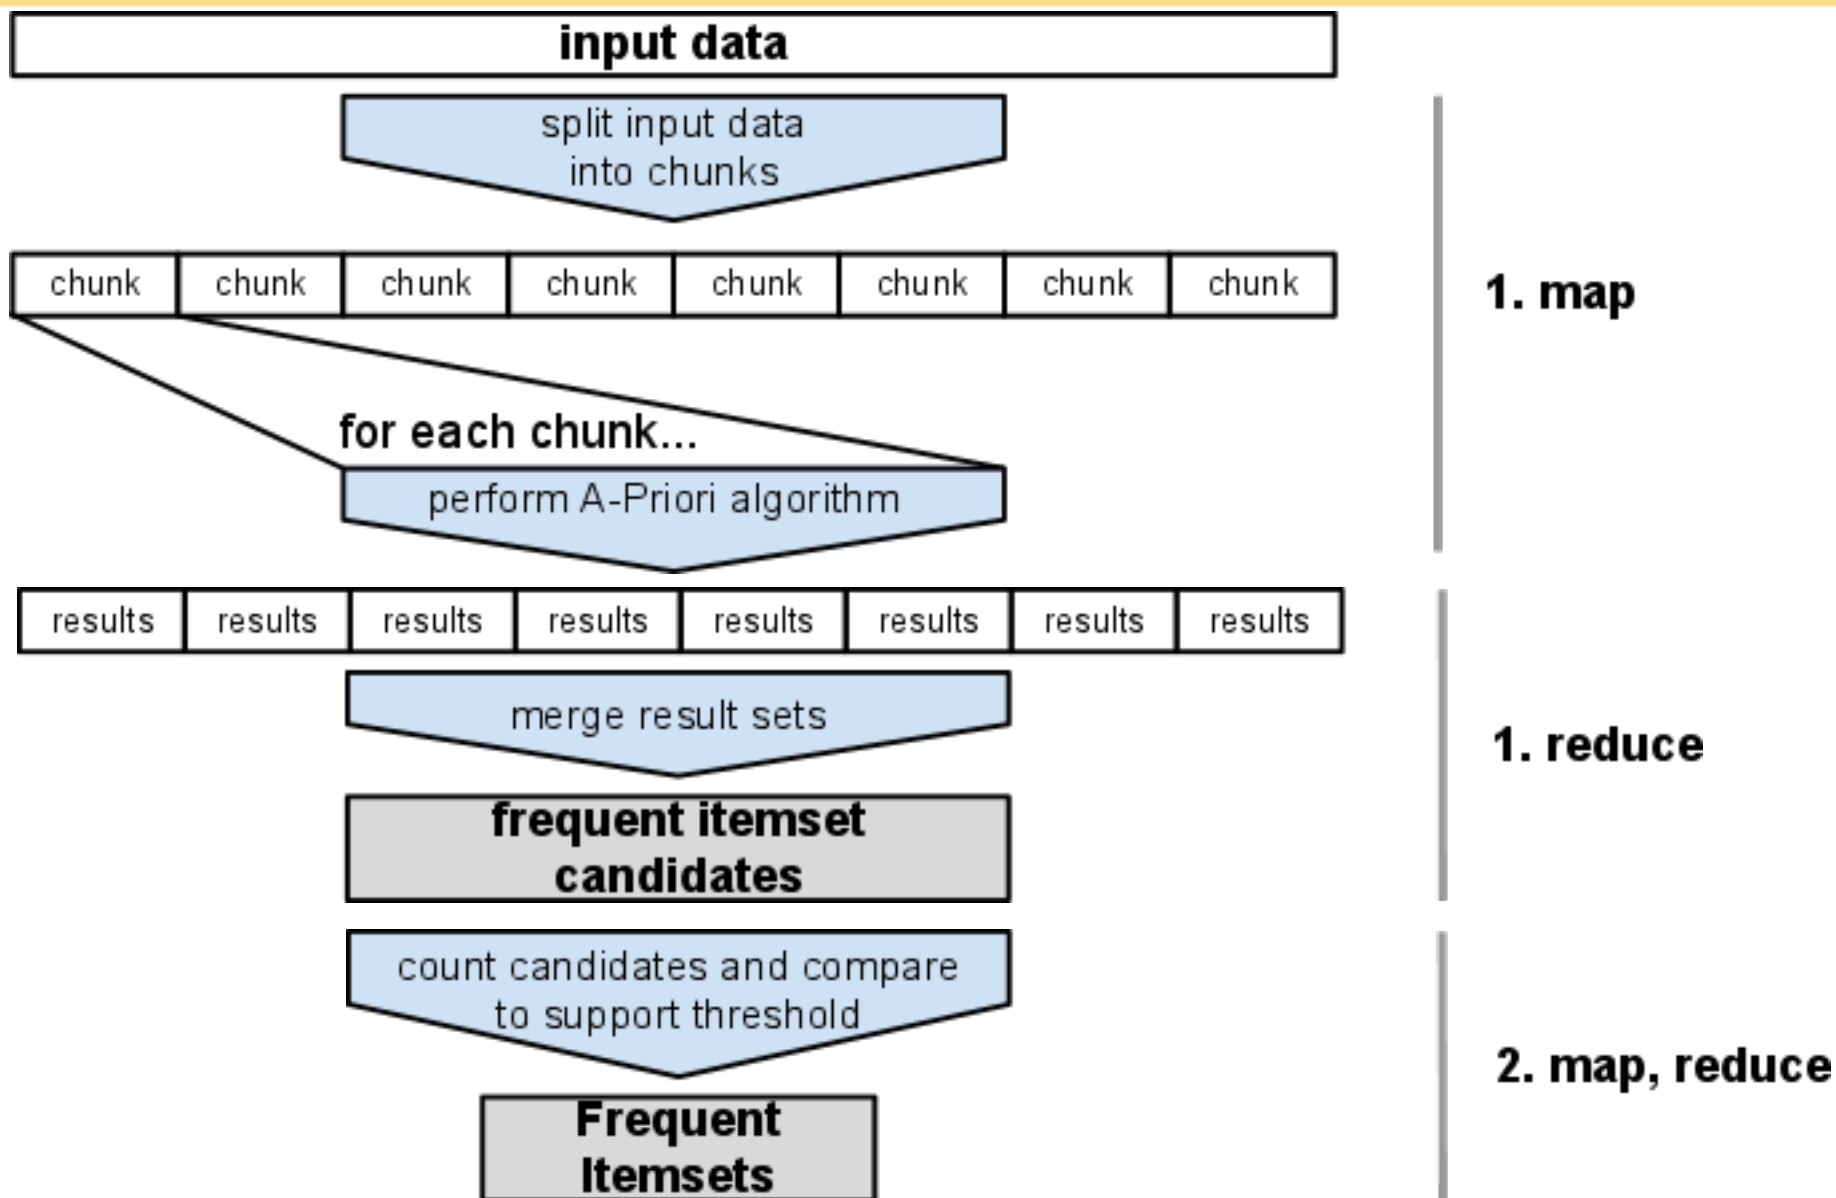 input data
split input data
into chunks
chunk chunk chunk chunk chunk chunk chunk chunk
1. map
for each chunk...
perform A-Priori algorithm
results results results results results results results results
merge result sets
1. reduce
frequent itemset
candidates
count candidates and compare
to support threshold
2. map, reduce
Frequent
Itemsets